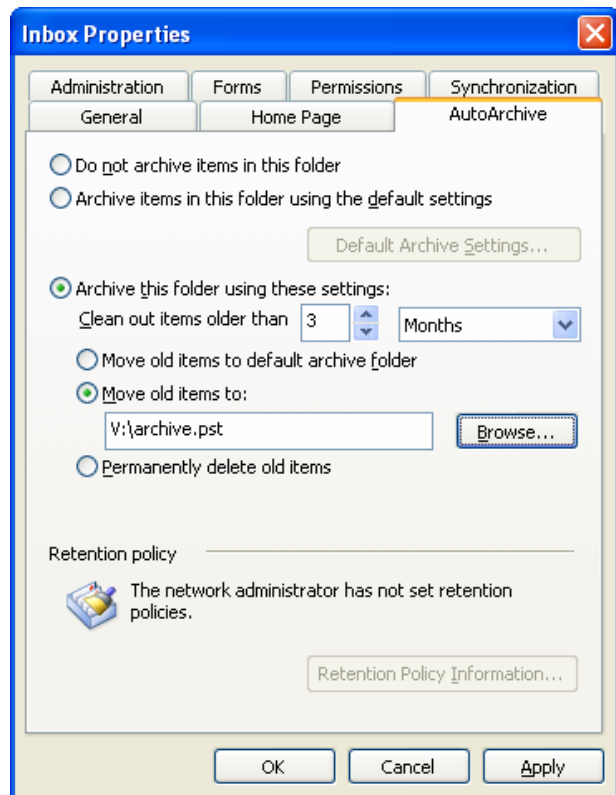 Inbox Properties
Administration
Forms
Permissions
Synchronization
General
Home Page
AutoArchive
Do not archive items in this folder
Archive items in this folder using the default settings
Default Archive Settings...
Archive this folder using these settings:
Clean out items older than 3 Months
Move old items to default archive folder
Move old items to:
V:\archive.pst
Browse...
Permanently delete old items
Retention policy
The network administrator has not set retention
policies.
Retention Policy Information...
OK
Cancel
Apply